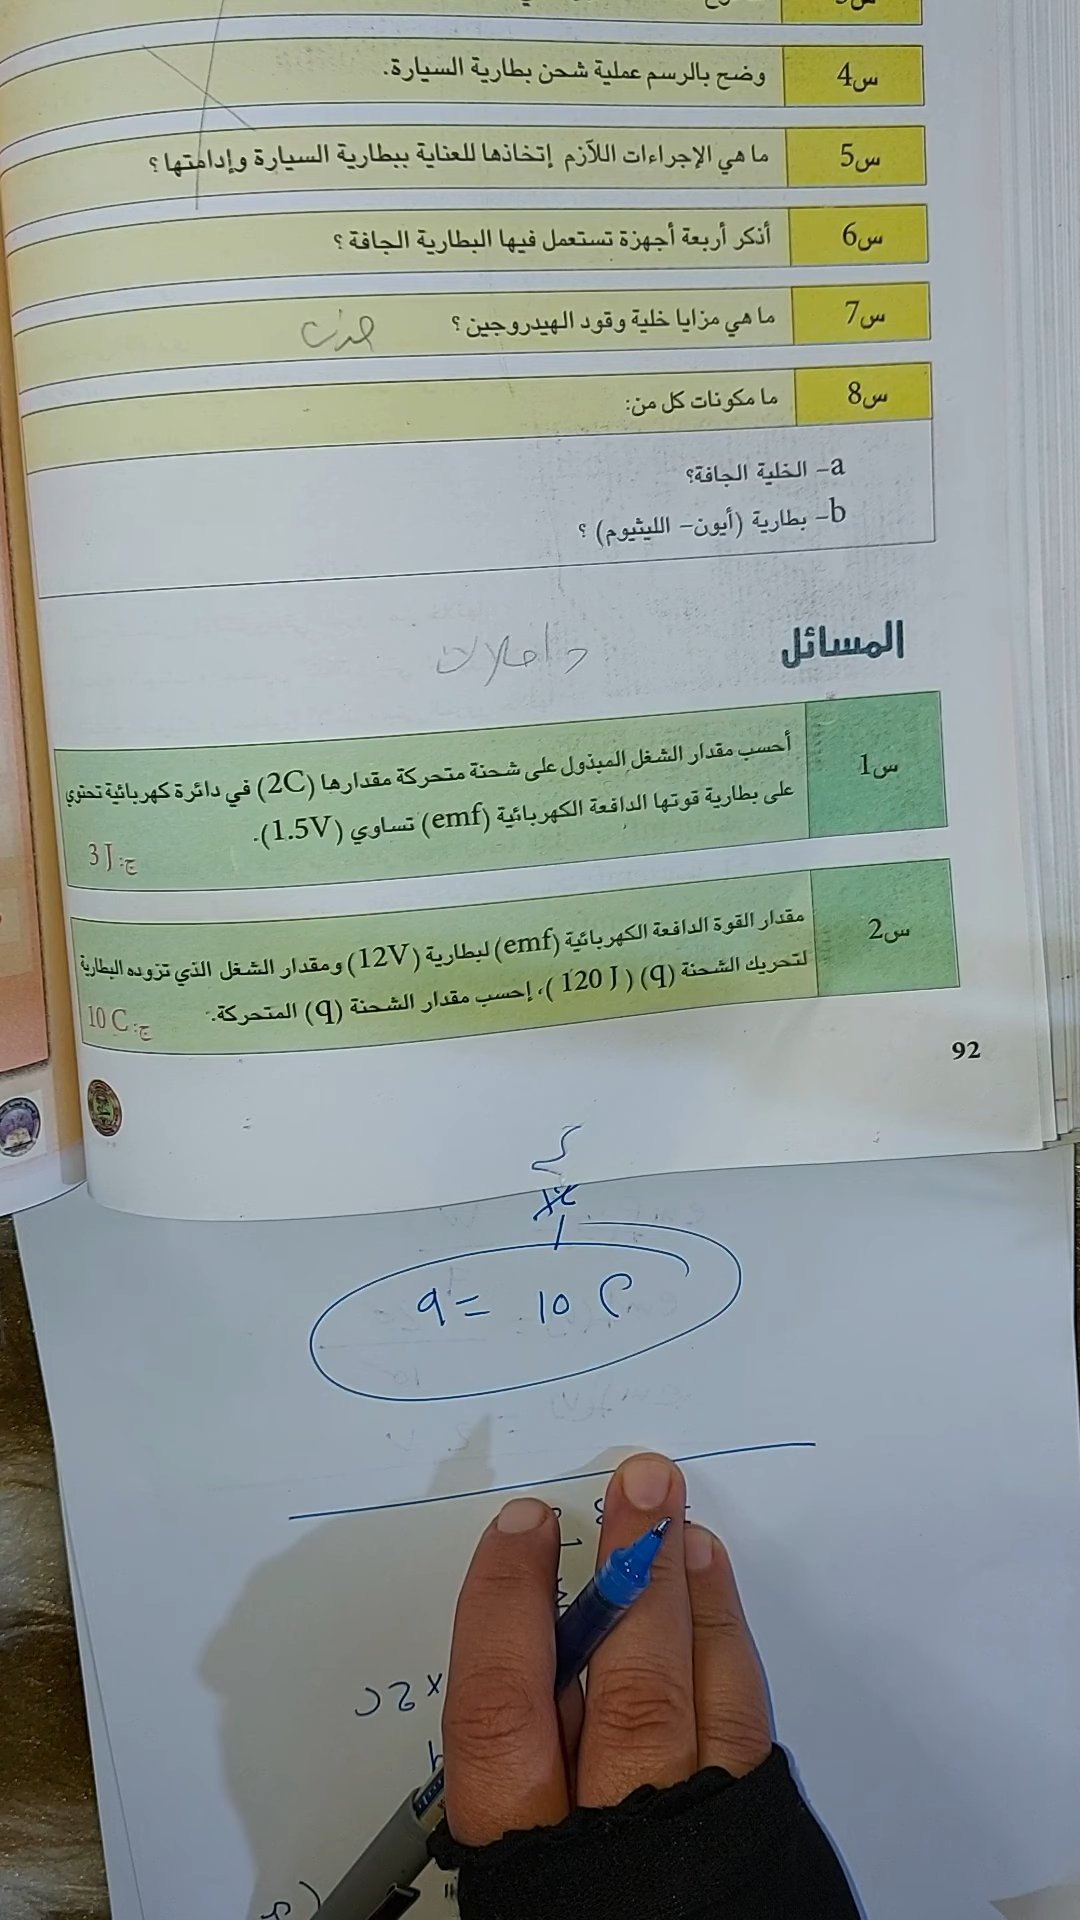 س4 وضح بالرسم عملية شحن بطارية السيارة.
س5 ما هي الإجراءات اللآزم إتخاذها للعناية ببطارية السيارة وإدامتها؟
س6 أذكر أربعة أجهزة تستعمل فيها البطارية الجافة؟
س7 ما هي مزايا خلية وقود الهيدروجين؟
س8 ما مكونات كل من:
a- الخلية الجافة؟
b- بطارية (أيون- الليثيوم)؟
المسائل
س1 أحسب مقدار الشغل المبذول على شحنة متحركة مقدارها (2C) في دائرة كهربائية تحتوي
على بطارية قوتها الدافعة الكهربائية (emf) تساوي (1.5V).
ج: 3 J
س2 مقدار القوة الدافعة الكهربائية (emf) لبطارية (12V) ومقدار الشغل الذي تزوده البطارية
لتحريك الشحنة (q) (120 J)، إحسب مقدار الشحنة (q) المتحركة.
ج: 10 C
92
q = 10 C